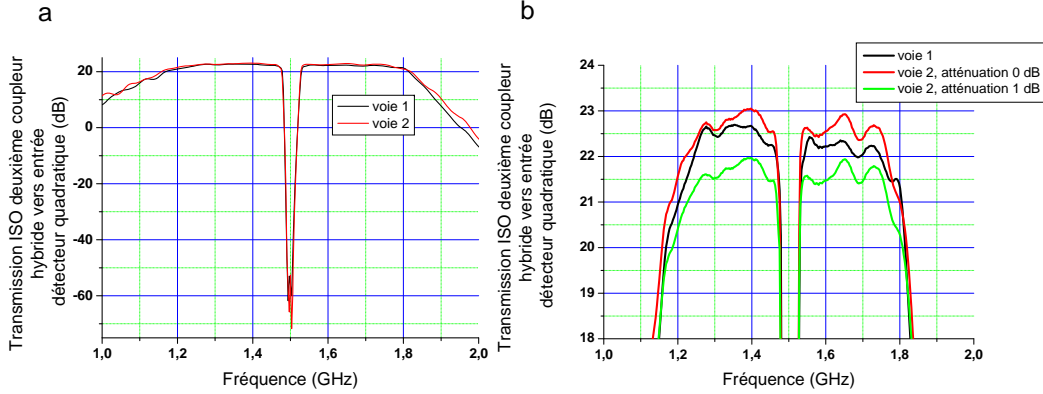 a
Transmission ISO deuxième coupleur
hybride vers entrée
détecteur quadratique (dB)
20
0
-20
-40
-60
voie 1
voie 2
1,0
1,2
1,4
1,6
1,8
2,0
Fréquence (GHz)
b
voie 1
voie 2, atténuation 0 dB
voie 2, atténuation 1 dB
Transmission ISO deuxième coupleur
hybride vers entrée
détecteur quadratique (dB)
24
23
22
21
20
19
18
1,0
1,2
1,4
1,6
1,8
2,0
Fréquence (GHz)